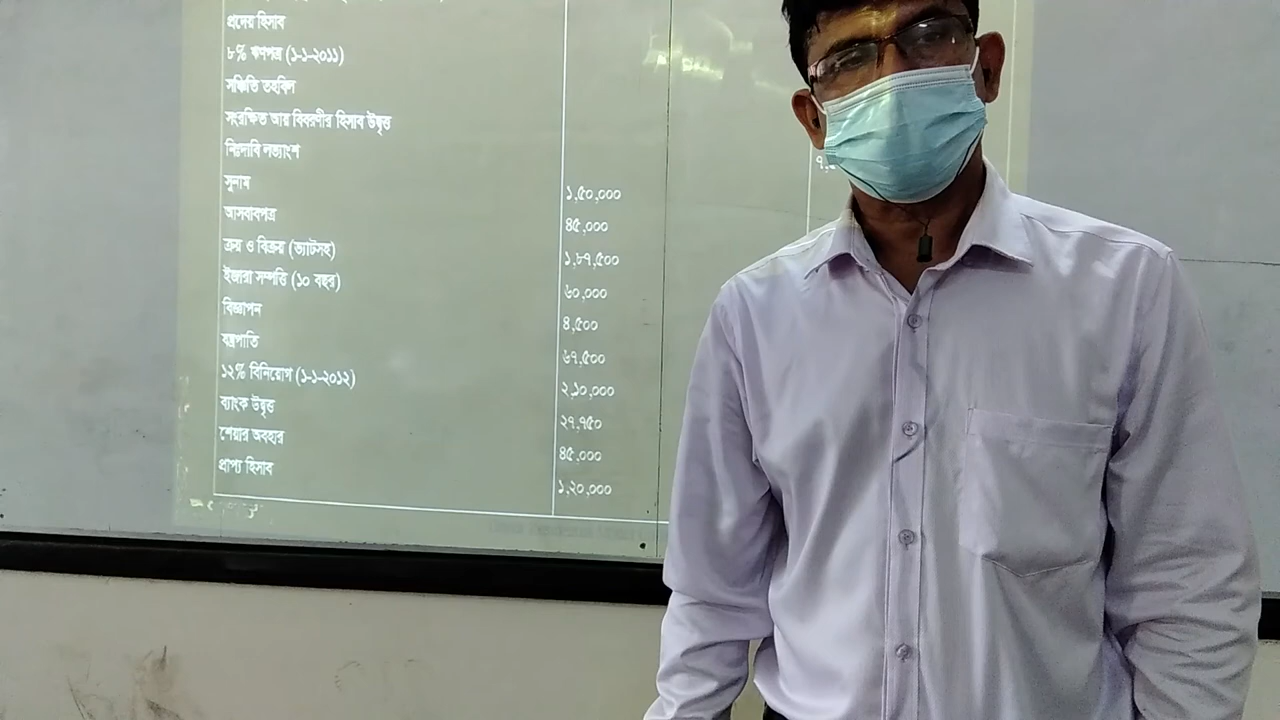 প্রদেয় হিসাব
৮% ঋণপত্র (১-১-২০১১)
সঞ্চিতি তহবিল
সংরক্ষিত আয় বিবরণীর হিসাব উদ্বৃত্ত
নিঃদাবি লভ্যাংশ
সুনাম ১,৫০,০০০
আসবাবপত্র ৪৫,০০০
ক্রয় ও বিক্রয় (ভ্যাটসহ) ১,৮৭,৫০০
ইজারা সম্পত্তি (১০ বছর) ৬০,০০০
বিজ্ঞাপন ৪,৫০০
যন্ত্রপাতি ৬৭,৫০০
১২% বিনিয়োগ (১-১-২০১২) ২,১০,০০০
ব্যাংক উদ্বৃত্ত ২৭,৭৫০
শেয়ার অবহার ৪৫,০০০
প্রাপ্য হিসাব ১,২০,০০০